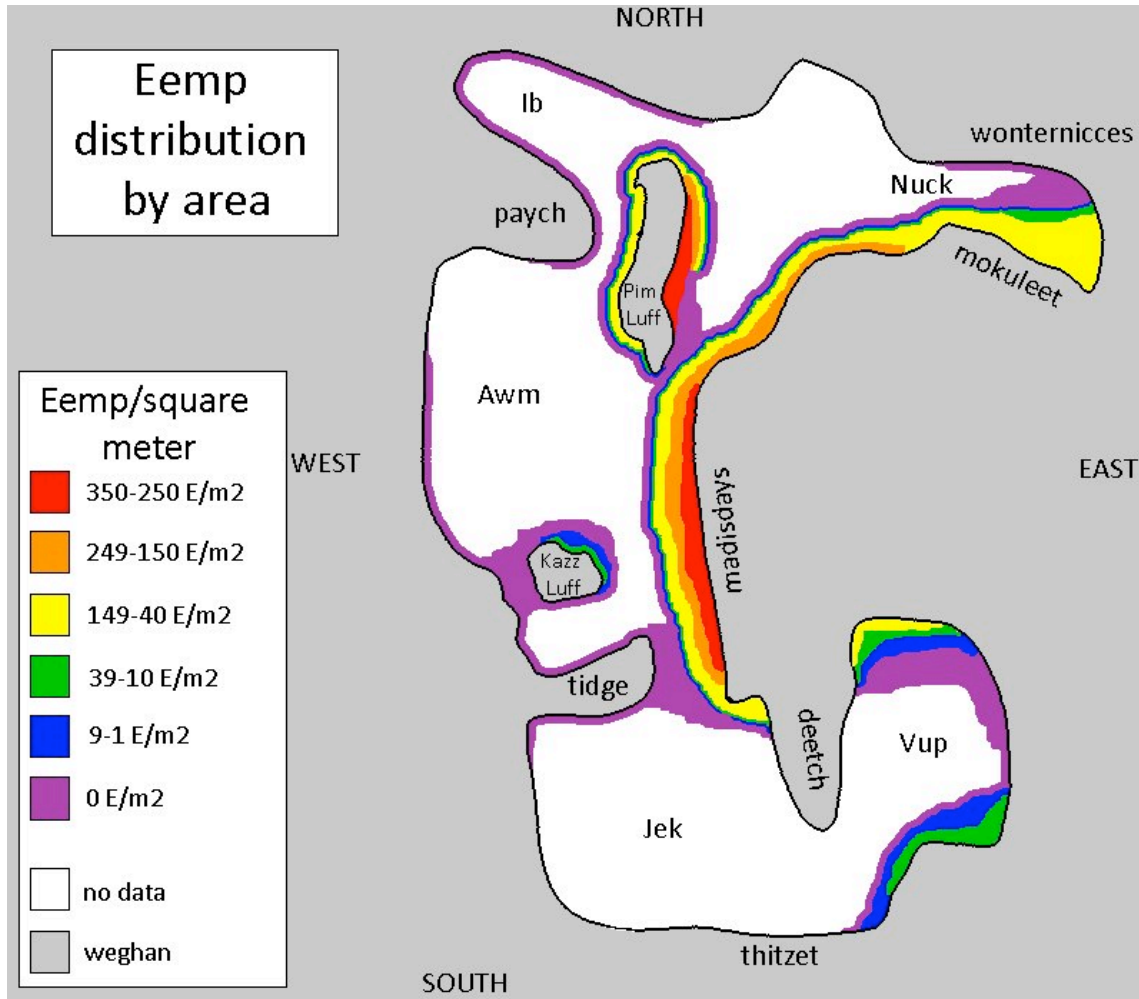 NORTH
Eemp
distribution
by area
Ib
wonternicces
Nuck
paych
mokuleet
Pim
Luff
Awm
Eemp/square
meter
350-250 E/m2
249-150 E/m2
149-40 E/m2
39-10 E/m2
9-1 E/m2
0 E/m2
no data
weghan
WEST
EAST
madisdays
Kazz
Luff
tidge
deetch
Vup
Jek
thitzet
SOUTH